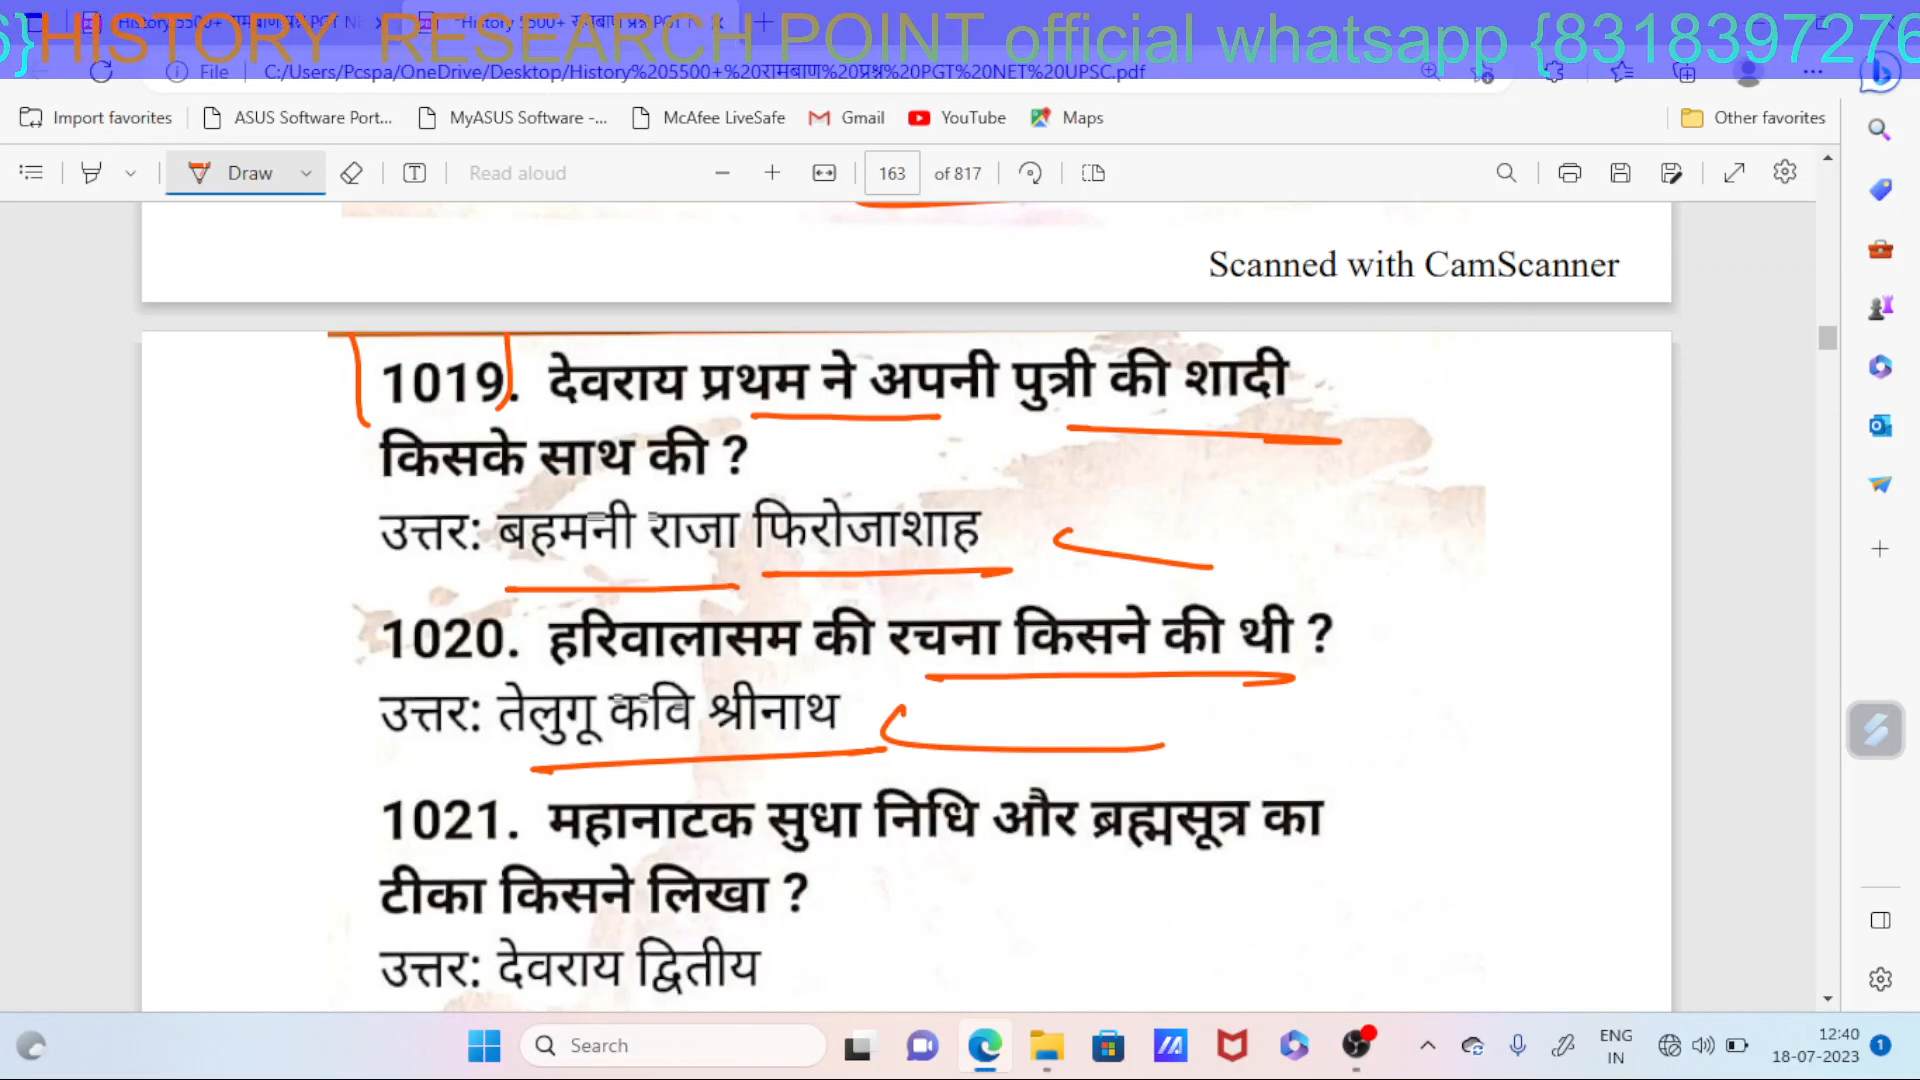 6}HISTORY RESEARCH POINT official whatsapp {8318397276
File C:/Users/Pcspa/OneDrive/Desktop/History%205500+%20रामबाण%20प्रश्न%20PGT%20NET%20UPSC.pdf
Import favorites ASUS Software Port... MyASUS Software -... McAfee LiveSafe Gmail YouTube Maps Other favorites
Draw Read aloud 163 of 817
Scanned with CamScanner
1019. देवराय प्रथम ने अपनी पुत्री की शादी
किसके साथ की ?
उत्तर: बहमनी राजा फिरोजाशाह
1020. हरिवालासम की रचना किसने की थी ?
उत्तर: तेलुगू कवि श्रीनाथ
1021. महानाटक सुधा निधि और ब्रह्मसूत्र का
टीका किसने लिखा ?
उत्तर: देवराय द्वितीय
Search ENG 12:40
IN 18-07-2023 1